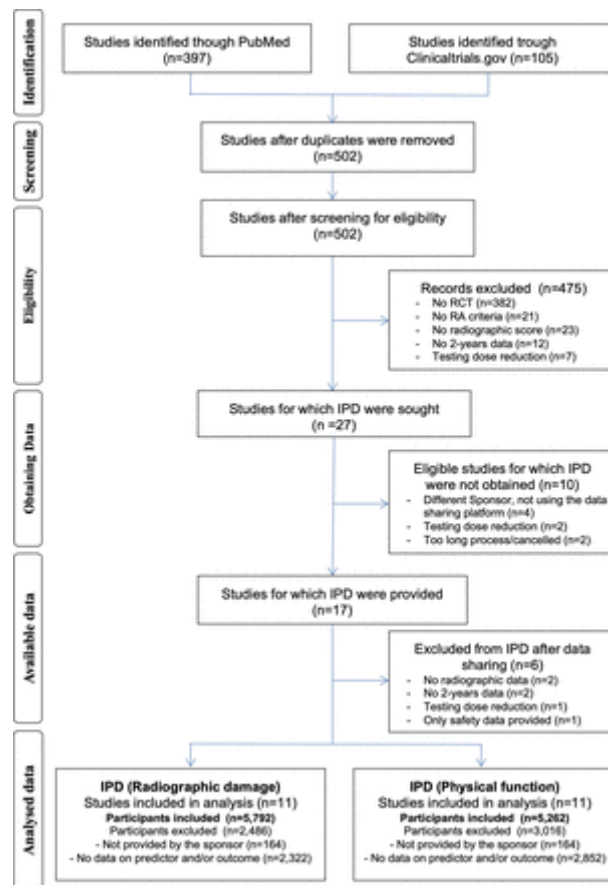 Identification
Studies identified though PubMed
(n=397)
Studies identified trough
Clinicaltrials.gov (n=105)
Screening
Studies after duplicates were removed
(n=502)
Eligibility
Studies after screening for eligibility
(n=502)
Records excluded (n=475)
- No RCT (n=382)
- No RA criteria (n=21)
- No radiographic score (n=23)
- No 2-years data (n=12)
- Testing dose reduction (n=7)
Obtaining Data
Studies for which IPD were sought
(n =27)
Eligible studies for which IPD
were not obtained (n=10)
- Different Sponsor, not using the data
sharing platform (n=4)
- Testing dose reduction (n=2)
- Too long process/cancelled (n=2)
Available data
Studies for which IPD were provided
(n=17)
Excluded from IPD after data
sharing (n=6)
- No radiographic data (n=2)
- No 2-years data (n=2)
- Testing dose reduction (n=1)
- Only safety data provided (n=1)
Analysed data
IPD (Radiographic damage)
Studies included in analysis (n=11)
Participants included (n=5,792)
Participants excluded (n=2,486)
- Not provided by the sponsor (n=164)
- No data on predictor and/or outcome (n=2,322)
IPD (Physical function)
Studies included in analysis (n=11)
Participants included (n=5,262)
Participants excluded (n=3,016)
- Not provided by the sponsor (n=164)
- No data on predictor and/or outcome (n=2,852)